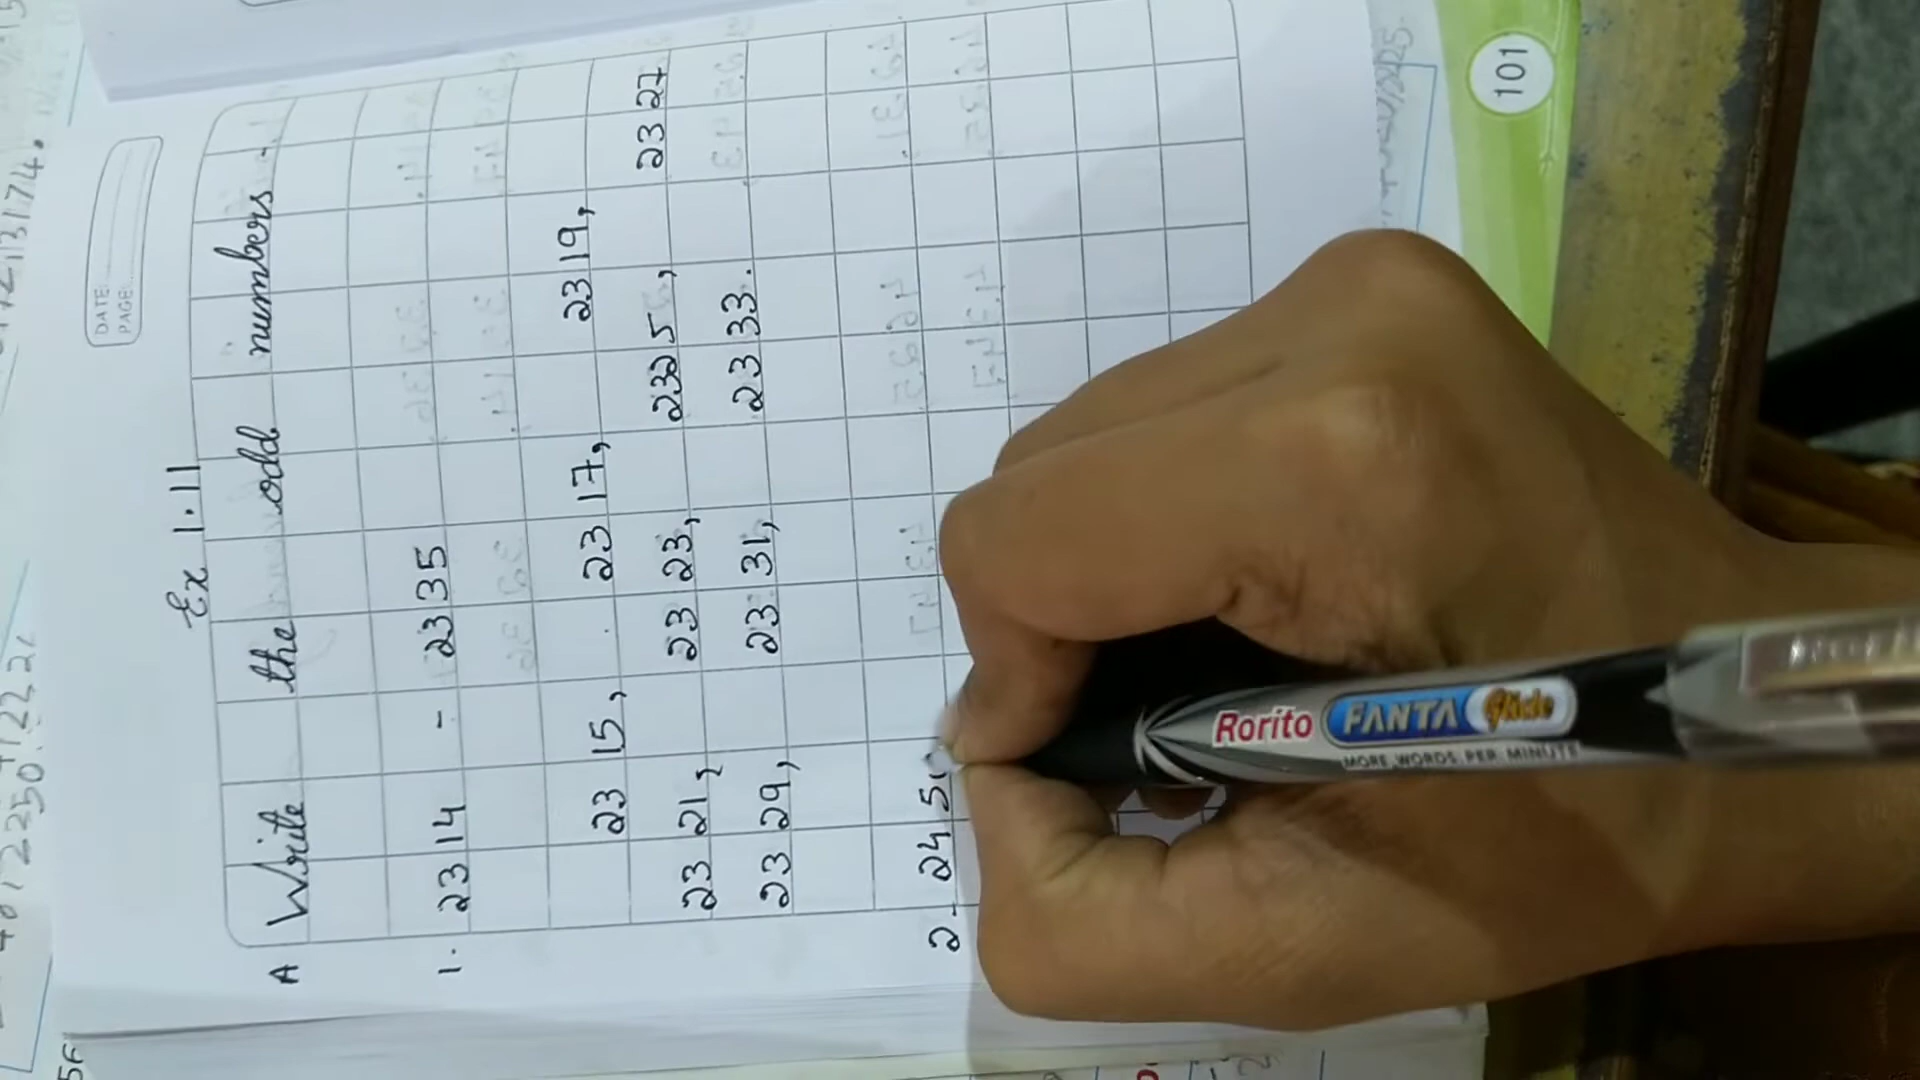 DATE:
PAGE:
Ex 1.11
A Write the odd numbers -
1. 2314 - 2335
2315, 2317, 2319,
2321, 2323, 2325, 2327
2329, 2331, 2333.
2- 245
Rorito FANTA Glide
MORE WORDS PER MINUTE
101